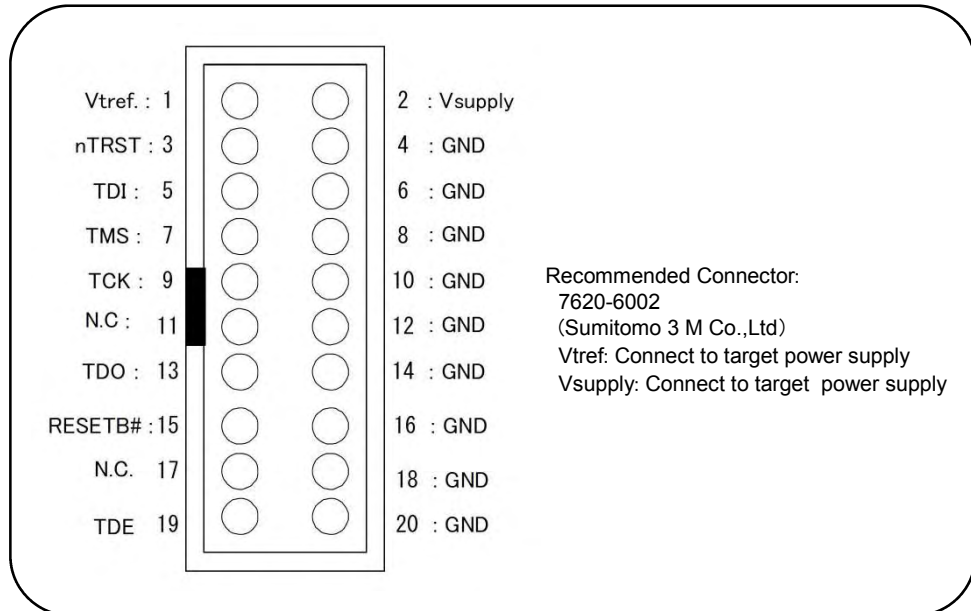 Vtref. : 1 2 : Vsupply
nTRST : 3 4 : GND
TDI : 5 6 : GND
TMS : 7 8 : GND
TCK : 9 10 : GND
N.C : 11 12 : GND
TDO : 13 14 : GND
RESETB# : 15 16 : GND
N.C. 17 18 : GND
TDE 19 20 : GND
Recommended Connector:
7620-6002
（Sumitomo 3 M Co.,Ltd）
Vtref: Connect to target power supply
Vsupply: Connect to target power supply